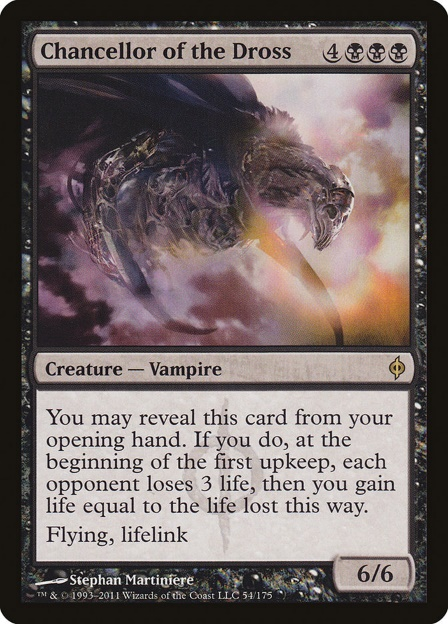 Chancellor of the Dross 4
Creature — Vampire
You may reveal this card from your
opening hand. If you do, at the
beginning of the first upkeep, each
opponent loses 3 life, then you gain
life equal to the life lost this way.
Flying, lifelink
6/6
Stephan Martiniere
™ & © 1993–2011 Wizards of the Coast LLC 54/175